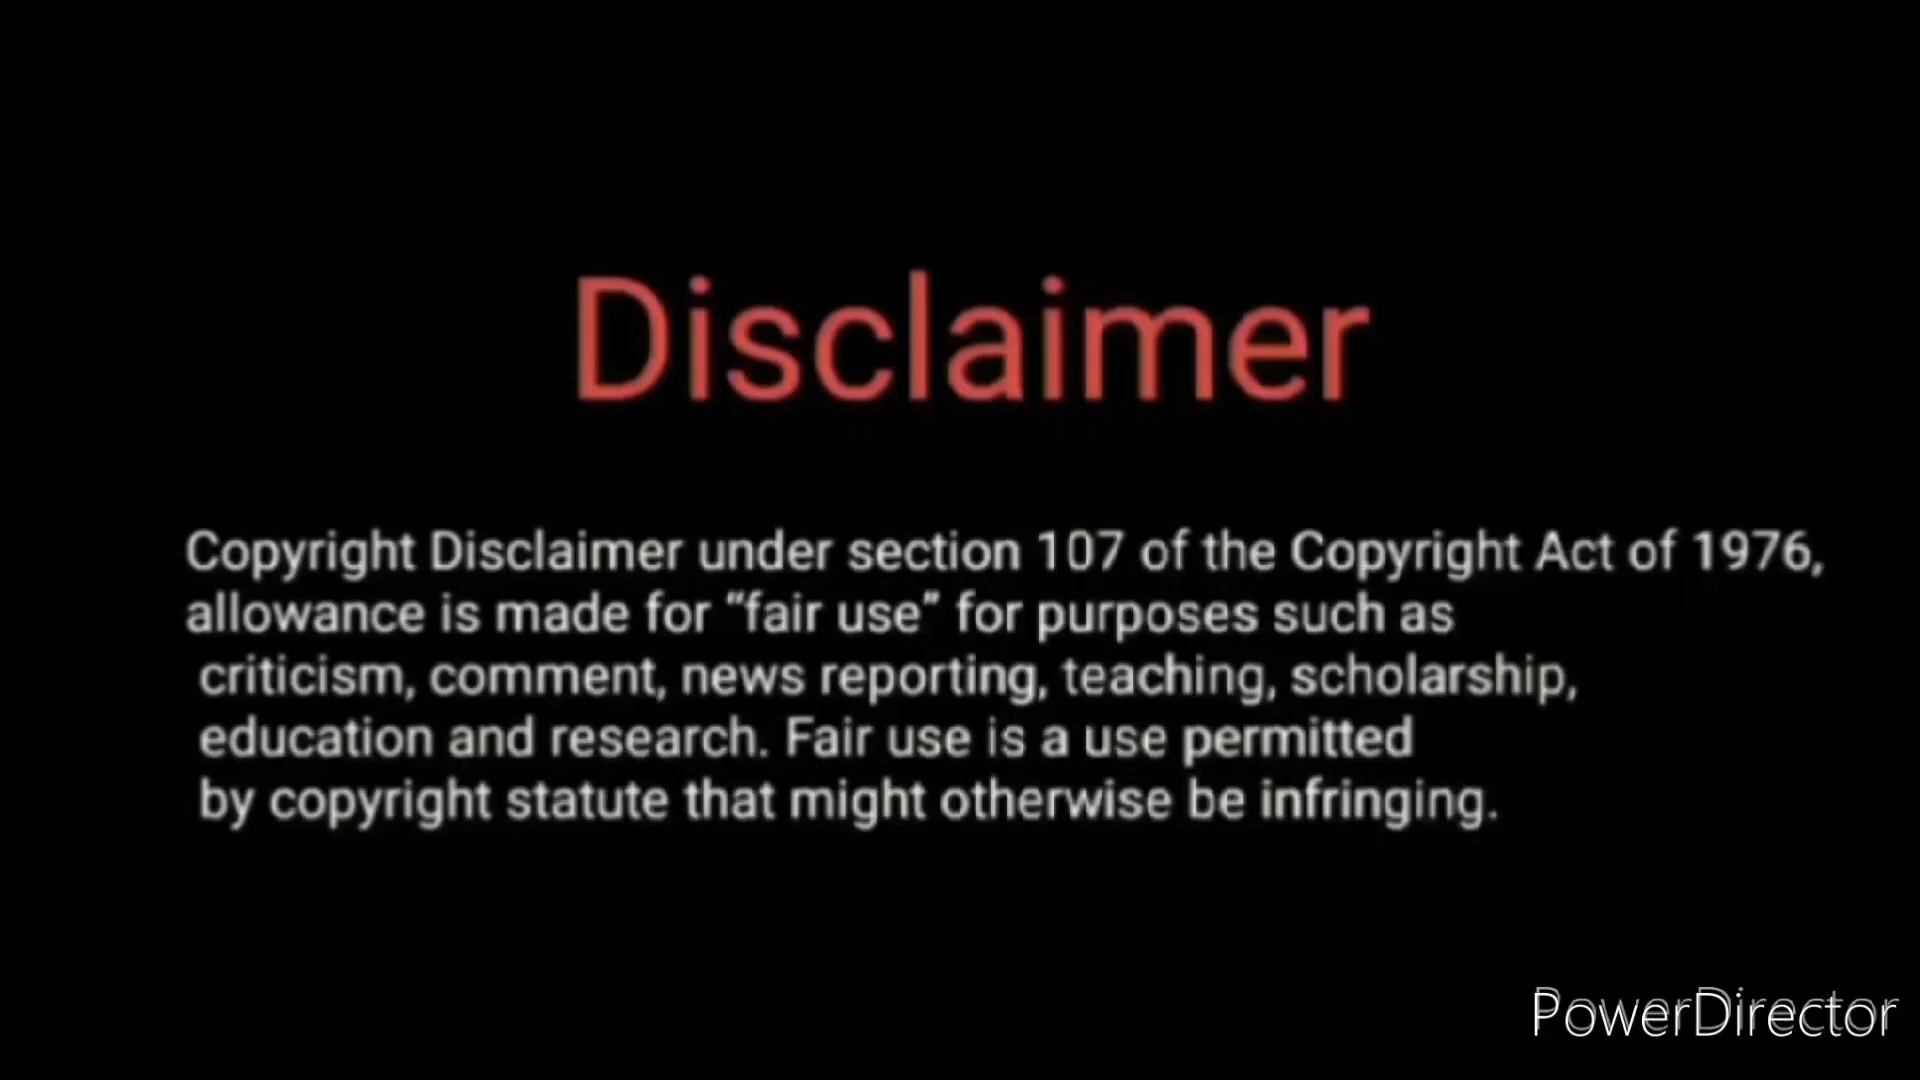 Disclaimer
Copyright Disclaimer under section 107 of the Copyright Act of 1976,
allowance is made for “fair use” for purposes such as
criticism, comment, news reporting, teaching, scholarship,
education and research. Fair use is a use permitted
by copyright statute that might otherwise be infringing.
PowerDirector